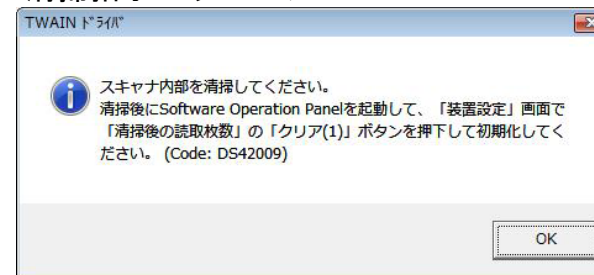 TWAIN ﾄﾞﾗｲﾊﾞ
スキャナ内部を清掃してください。
清掃後にSoftware Operation Panelを起動して、「装置設定」画面で
「清掃後の読取枚数」の「クリア(1)」ボタンを押下して初期化してく
ださい。 (Code: DS42009)
OK